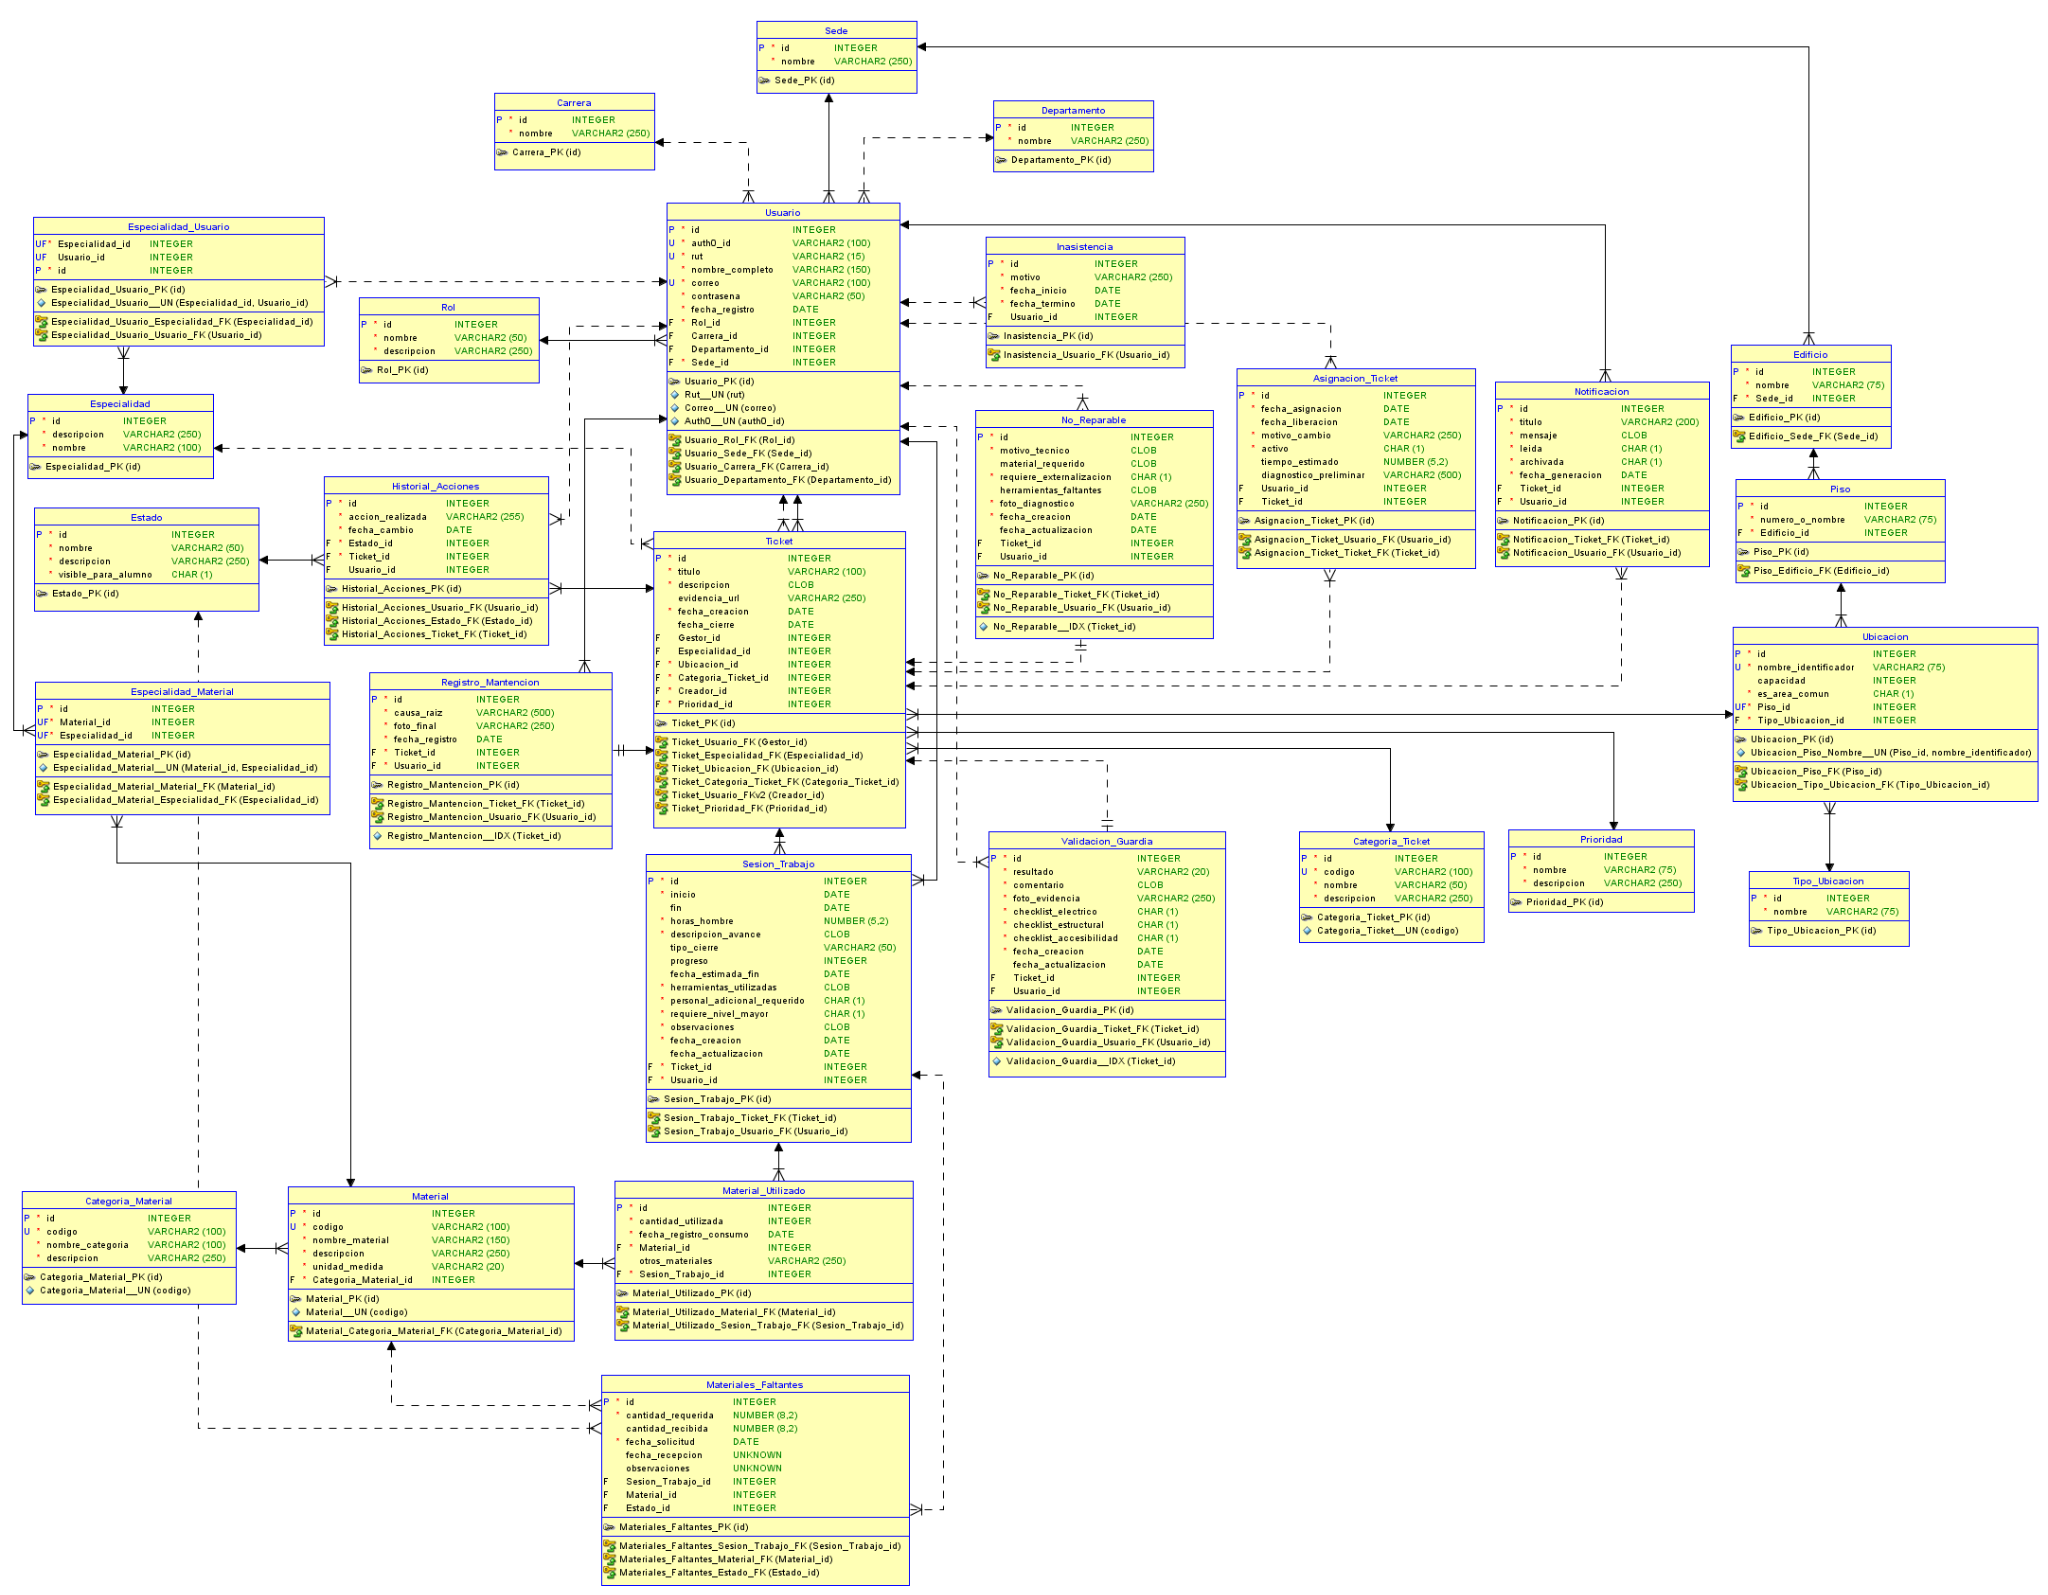 Sede
P * id INTEGER
* nombre VARCHAR2 (250)
Sede_PK (id)
Carrera
P * id INTEGER
* nombre VARCHAR2 (250)
Carrera_PK (id)
Departamento
P * id INTEGER
* nombre VARCHAR2 (250)
Departamento_PK (id)
Usuario
P * id INTEGER
U * auth0_id VARCHAR2 (100)
U * rut VARCHAR2 (15)
* nombre_completo VARCHAR2 (150)
U * correo VARCHAR2 (100)
* contrasena VARCHAR2 (50)
* fecha_registro DATE
F * Rol_id INTEGER
F Carrera_id INTEGER
F Departamento_id INTEGER
F * Sede_id INTEGER
Usuario_PK (id)
Rut__UN (rut)
Correo__UN (correo)
Auth0__UN (auth0_id)
Usuario_Rol_FK (Rol_id)
Usuario_Sede_FK (Sede_id)
Usuario_Carrera_FK (Carrera_id)
Usuario_Departamento_FK (Departamento_id)
Especialidad_Usuario
UF * Especialidad_id INTEGER
UF Usuario_id INTEGER
P * id INTEGER
Especialidad_Usuario_PK (id)
Especialidad_Usuario__UN (Especialidad_id, Usuario_id)
Especialidad_Usuario_Especialidad_FK (Especialidad_id)
Especialidad_Usuario_Usuario_FK (Usuario_id)
Rol
P * id INTEGER
* nombre VARCHAR2 (50)
* descripcion VARCHAR2 (250)
Rol_PK (id)
Inasistencia
P * id INTEGER
* motivo VARCHAR2 (250)
* fecha_inicio DATE
* fecha_termino DATE
F Usuario_id INTEGER
Inasistencia_PK (id)
Inasistencia_Usuario_FK (Usuario_id)
Asignacion_Ticket
P * id INTEGER
* fecha_asignacion DATE
fecha_liberacion DATE
* motivo_cambio VARCHAR2 (250)
* activo CHAR (1)
tiempo_estimado NUMBER (5,2)
diagnostico_preliminar VARCHAR2 (500)
F Usuario_id INTEGER
F Ticket_id INTEGER
Asignacion_Ticket_PK (id)
Asignacion_Ticket_Usuario_FK (Usuario_id)
Asignacion_Ticket_Ticket_FK (Ticket_id)
Notificacion
P * id INTEGER
* titulo VARCHAR2 (200)
* mensaje CLOB
* leida CHAR (1)
* archivada CHAR (1)
* fecha_generacion DATE
F Ticket_id INTEGER
F * Usuario_id INTEGER
Notificacion_PK (id)
Notificacion_Ticket_FK (Ticket_id)
Notificacion_Usuario_FK (Usuario_id)
Edificio
P * id INTEGER
* nombre VARCHAR2 (75)
F * Sede_id INTEGER
Edificio_PK (id)
Edificio_Sede_FK (Sede_id)
Especialidad
P * id INTEGER
* descripcion VARCHAR2 (250)
* nombre VARCHAR2 (100)
Especialidad_PK (id)
No_Reparable
P * id INTEGER
* motivo_tecnico CLOB
material_requerido CLOB
* requiere_externalizacion CHAR (1)
herramientas_faltantes CLOB
* foto_diagnostico VARCHAR2 (250)
* fecha_creacion DATE
fecha_actualizacion DATE
F Ticket_id INTEGER
F Usuario_id INTEGER
No_Reparable_PK (id)
No_Reparable_Ticket_FK (Ticket_id)
No_Reparable_Usuario_FK (Usuario_id)
No_Reparable__IDX (Ticket_id)
Historial_Acciones
P * id INTEGER
* accion_realizada VARCHAR2 (255)
* fecha_cambio DATE
F * Estado_id INTEGER
F * Ticket_id INTEGER
F Usuario_id INTEGER
Historial_Acciones_PK (id)
Historial_Acciones_Usuario_FK (Usuario_id)
Historial_Acciones_Estado_FK (Estado_id)
Historial_Acciones_Ticket_FK (Ticket_id)
Piso
P * id INTEGER
* numero_o_nombre VARCHAR2 (75)
F * Edificio_id INTEGER
Piso_PK (id)
Piso_Edificio_FK (Edificio_id)
Estado
P * id INTEGER
* nombre VARCHAR2 (50)
* descripcion VARCHAR2 (250)
* visible_para_alumno CHAR (1)
Estado_PK (id)
Ticket
P * id INTEGER
* titulo VARCHAR2 (100)
* descripcion CLOB
evidencia_url VARCHAR2 (250)
* fecha_creacion DATE
fecha_cierre DATE
F Gestor_id INTEGER
F Especialidad_id INTEGER
F * Ubicacion_id INTEGER
F * Categoria_Ticket_id INTEGER
F * Creador_id INTEGER
F * Prioridad_id INTEGER
Ticket_PK (id)
Ticket_Usuario_FK (Gestor_id)
Ticket_Especialidad_FK (Especialidad_id)
Ticket_Ubicacion_FK (Ubicacion_id)
Ticket_Categoria_Ticket_FK (Categoria_Ticket_id)
Ticket_Usuario_FKv2 (Creador_id)
Ticket_Prioridad_FK (Prioridad_id)
Ubicacion
P * id INTEGER
U * nombre_identificador VARCHAR2 (75)
capacidad INTEGER
* es_area_comun CHAR (1)
UF * Piso_id INTEGER
F * Tipo_Ubicacion_id INTEGER
Ubicacion_PK (id)
Ubicacion_Piso_Nombre__UN (Piso_id, nombre_identificador)
Ubicacion_Piso_FK (Piso_id)
Ubicacion_Tipo_Ubicacion_FK (Tipo_Ubicacion_id)
Registro_Mantencion
P * id INTEGER
* causa_raiz VARCHAR2 (500)
* foto_final VARCHAR2 (250)
* fecha_registro DATE
F * Ticket_id INTEGER
F * Usuario_id INTEGER
Registro_Mantencion_PK (id)
Registro_Mantencion_Ticket_FK (Ticket_id)
Registro_Mantencion_Usuario_FK (Usuario_id)
Registro_Mantencion__IDX (Ticket_id)
Especialidad_Material
P * id INTEGER
UF * Material_id INTEGER
UF * Especialidad_id INTEGER
Especialidad_Material_PK (id)
Especialidad_Material__UN (Material_id, Especialidad_id)
Especialidad_Material_Material_FK (Material_id)
Especialidad_Material_Especialidad_FK (Especialidad_id)
Validacion_Guardia
P * id INTEGER
* resultado VARCHAR2 (20)
* comentario CLOB
* foto_evidencia VARCHAR2 (250)
* checklist_electrico CHAR (1)
* checklist_estructural CHAR (1)
* checklist_accesibilidad CHAR (1)
* fecha_creacion DATE
fecha_actualizacion DATE
F Ticket_id INTEGER
F Usuario_id INTEGER
Validacion_Guardia_PK (id)
Validacion_Guardia_Ticket_FK (Ticket_id)
Validacion_Guardia_Usuario_FK (Usuario_id)
Validacion_Guardia__IDX (Ticket_id)
Categoria_Ticket
P * id INTEGER
U * codigo VARCHAR2 (100)
* nombre VARCHAR2 (50)
* descripcion VARCHAR2 (250)
Categoria_Ticket_PK (id)
Categoria_Ticket__UN (codigo)
Prioridad
P * id INTEGER
* nombre VARCHAR2 (75)
* descripcion VARCHAR2 (250)
Prioridad_PK (id)
Tipo_Ubicacion
P * id INTEGER
* nombre VARCHAR2 (75)
Tipo_Ubicacion_PK (id)
Sesion_Trabajo
P * id INTEGER
* inicio DATE
fin DATE
* horas_hombre NUMBER (5,2)
* descripcion_avance CLOB
tipo_cierre VARCHAR2 (50)
progreso INTEGER
fecha_estimada_fin DATE
* herramientas_utilizadas CLOB
* personal_adicional_requerido CHAR (1)
* requiere_nivel_mayor CHAR (1)
* observaciones CLOB
* fecha_creacion DATE
fecha_actualizacion DATE
F * Ticket_id INTEGER
F * Usuario_id INTEGER
Sesion_Trabajo_PK (id)
Sesion_Trabajo_Ticket_FK (Ticket_id)
Sesion_Trabajo_Usuario_FK (Usuario_id)
Categoria_Material
P * id INTEGER
U * codigo VARCHAR2 (100)
* nombre_categoria VARCHAR2 (100)
* descripcion VARCHAR2 (250)
Categoria_Material_PK (id)
Categoria_Material__UN (codigo)
Material
P * id INTEGER
U * codigo VARCHAR2 (100)
* nombre_material VARCHAR2 (150)
* descripcion VARCHAR2 (250)
* unidad_medida VARCHAR2 (20)
F * Categoria_Material_id INTEGER
Material_PK (id)
Material__UN (codigo)
Material_Categoria_Material_FK (Categoria_Material_id)
Material_Utilizado
P * id INTEGER
* cantidad_utilizada INTEGER
* fecha_registro_consumo DATE
F * Material_id INTEGER
otros_materiales VARCHAR2 (250)
F * Sesion_Trabajo_id INTEGER
Material_Utilizado_PK (id)
Material_Utilizado_Material_FK (Material_id)
Material_Utilizado_Sesion_Trabajo_FK (Sesion_Trabajo_id)
Materiales_Faltantes
P * id INTEGER
* cantidad_requerida NUMBER (8,2)
cantidad_recibida NUMBER (8,2)
* fecha_solicitud DATE
fecha_recepcion UNKNOWN
observaciones UNKNOWN
F Sesion_Trabajo_id INTEGER
F Material_id INTEGER
F Estado_id INTEGER
Materiales_Faltantes_PK (id)
Materiales_Faltantes_Sesion_Trabajo_FK (Sesion_Trabajo_id)
Materiales_Faltantes_Material_FK (Material_id)
Materiales_Faltantes_Estado_FK (Estado_id)